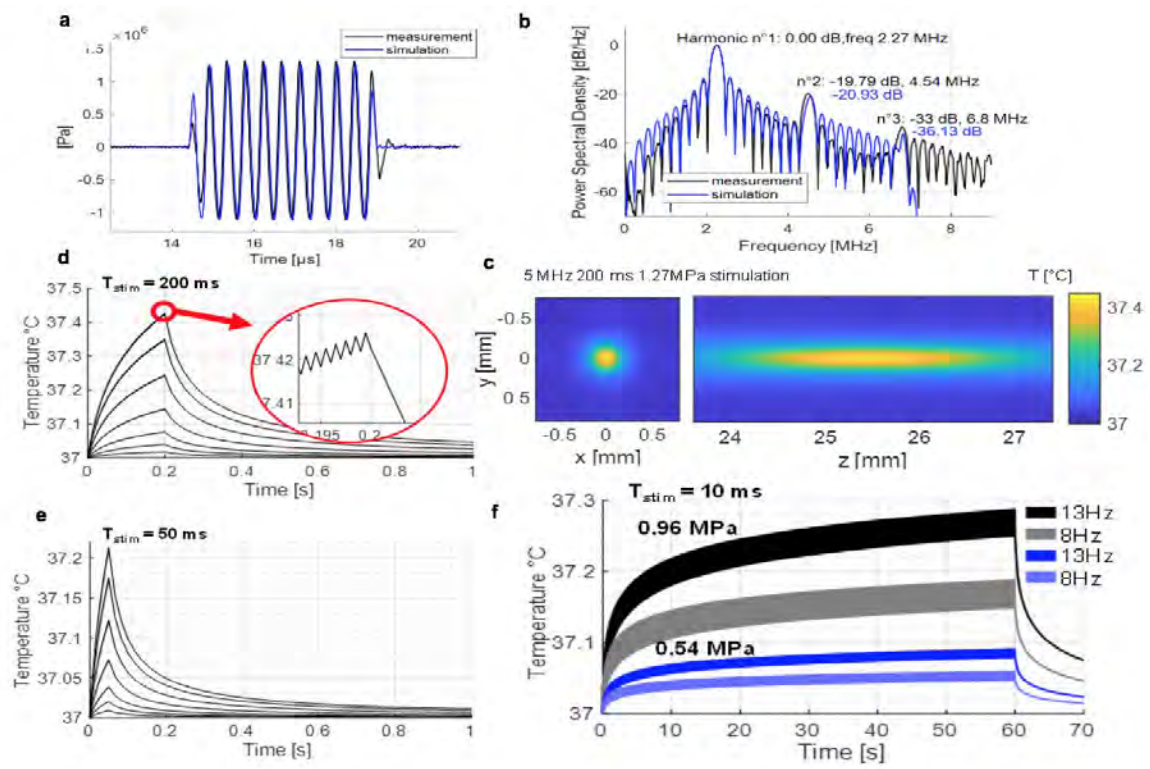 a
×10⁶
1.5
1
0.5
0
-0.5
-1
[Pa]
14
16
18
20
Time [µs]
measurement
simulation
b
Harmonic n°1: 0.00 dB,freq 2.27 MHz
n°2: -19.79 dB, 4.54 MHz
-20.93 dB
n°3: -33 dB, 6.8 MHz
-36.13 dB
measurement
simulation
Power Spectral Density [dB/Hz]
0
-20
-40
-60
0
2
4
6
8
Frequency [MHz]
c
5 MHz 200 ms 1.27MPa stimulation
T [°C]
-0.5
0
0.5
y [mm]
-0.5
0
0.5
x [mm]
24
25
26
27
z [mm]
37.4
37.2
37
d
Tstim = 200 ms
37.5
37.4
37.3
37.2
37.1
37
Temperature °C
37.42
37.41
195
0 2
0
0.2
0.4
0.6
0.8
1
Time [s]
e
Tstim = 50 ms
37.2
37.15
37.1
37.05
37
Temperature °C
0
0.2
0.4
0.6
0.8
1
Time [s]
f
Tstim = 10 ms
0.96 MPa
0.54 MPa
13Hz
8Hz
13Hz
8Hz
37.3
37.2
37.1
37
Temperature °C
0
10
20
30
40
50
60
70
Time [s]